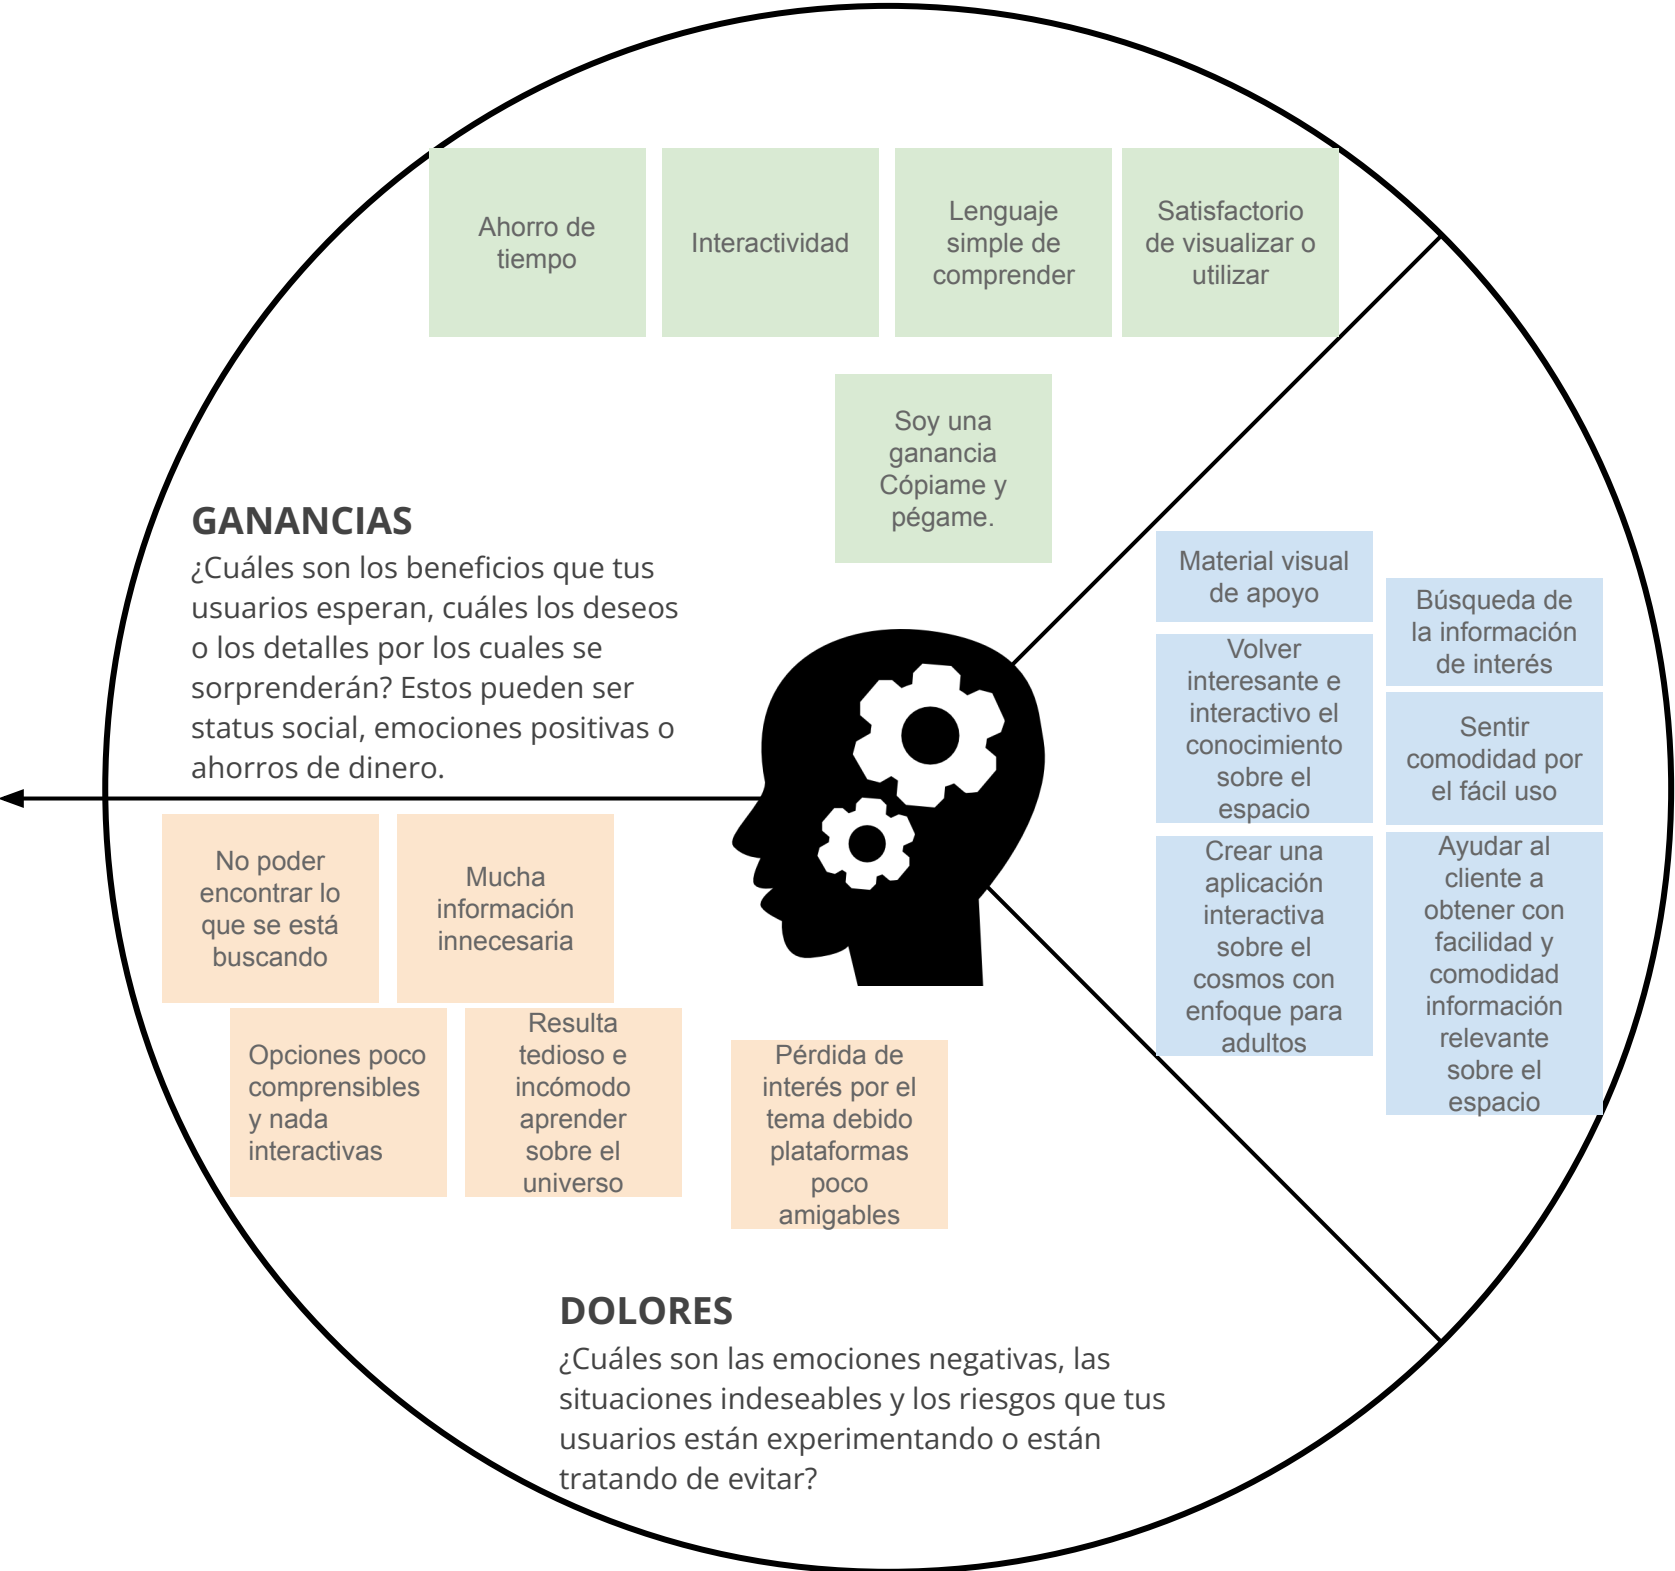 Ahorro de
tiempo
Interactividad
Lenguaje
simple de
comprender
Satisfactorio
de visualizar o
utilizar
Soy una
ganancia
Cópiame y
pégame.
GANANCIAS
¿Cuáles son los beneficios que tus
usuarios esperan, cuáles los deseos
o los detalles por los cuales se
sorprenderán? Estos pueden ser
status social, emociones positivas o
ahorros de dinero.
Material visual
de apoyo
Búsqueda de
la información
de interés
Volver
interesante e
interactivo el
conocimiento
sobre el
espacio
Sentir
comodidad por
el fácil uso
Crear una
aplicación
interactiva
sobre el
cosmos con
enfoque para
adultos
Ayudar al
cliente a
obtener con
facilidad y
comodidad
información
relevante
sobre el
espacio
No poder
encontrar lo
que se está
buscando
Mucha
información
innecesaria
Opciones poco
comprensibles
y nada
interactivas
Resulta
tedioso e
incómodo
aprender
sobre el
universo
Pérdida de
interés por el
tema debido
plataformas
poco
amigables
DOLORES
¿Cuáles son las emociones negativas, las
situaciones indeseables y los riesgos que tus
usuarios están experimentando o están
tratando de evitar?